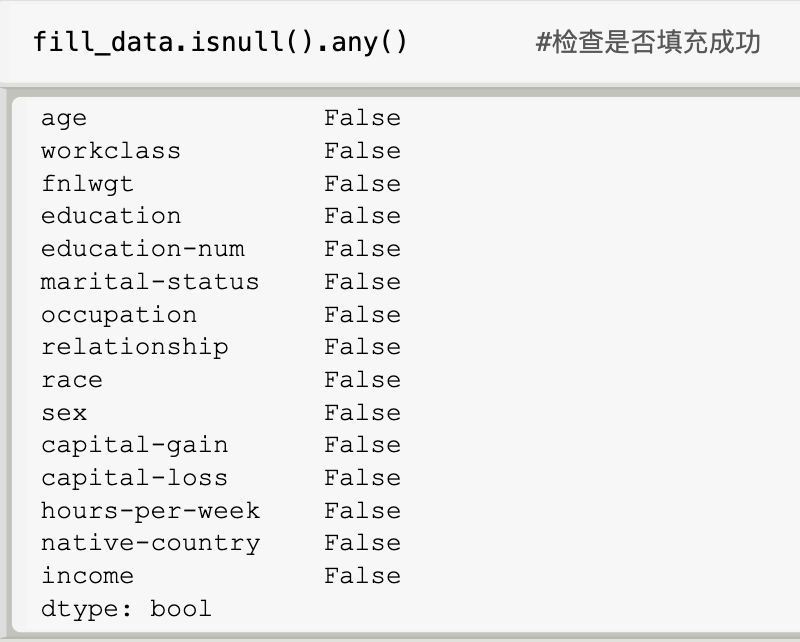 fill_data.isnull().any() #检查是否填充成功
age False
workclass False
fnlwgt False
education False
education-num False
marital-status False
occupation False
relationship False
race False
sex False
capital-gain False
capital-loss False
hours-per-week False
native-country False
income False
dtype: bool